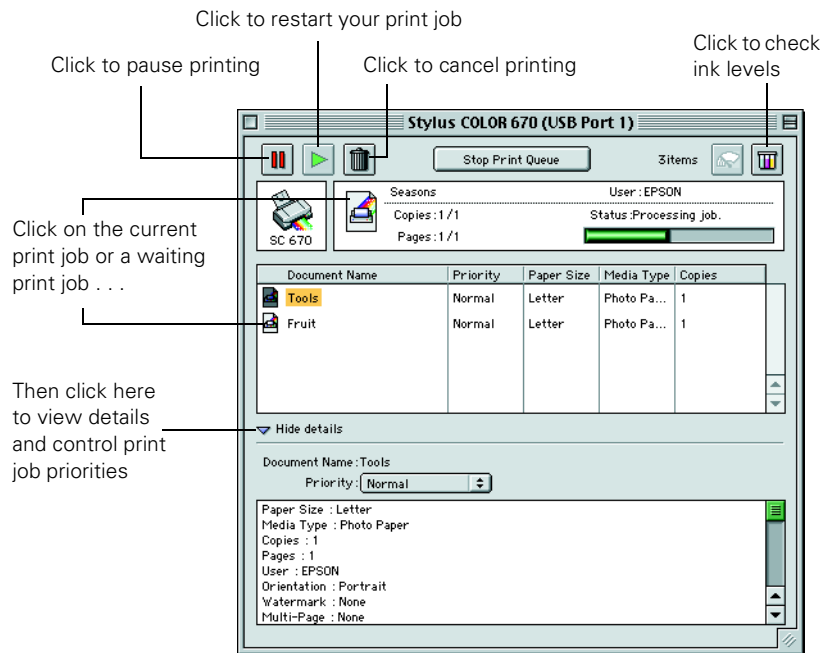 Click to restart your print job
Click to pause printing
Click to cancel printing
Click to check
ink levels
Stylus COLOR 670 (USB Port 1)
Stop Print Queue
3items
SC 670
Seasons
User:EPSON
Copies:1/1
Status:Processing job.
Pages:1/1
Click on the current
print job or a waiting
print job . . .
Document Name Priority Paper Size Media Type Copies
Tools Normal Letter Photo Pa... 1
Fruit Normal Letter Photo Pa... 1
Then click here
to view details
and control print
job priorities
Hide details
Document Name:Tools
Priority: Normal
Paper Size : Letter
Media Type : Photo Paper
Copies : 1
Pages : 1
User : EPSON
Orientation : Portrait
Watermark : None
Multi-Page : None